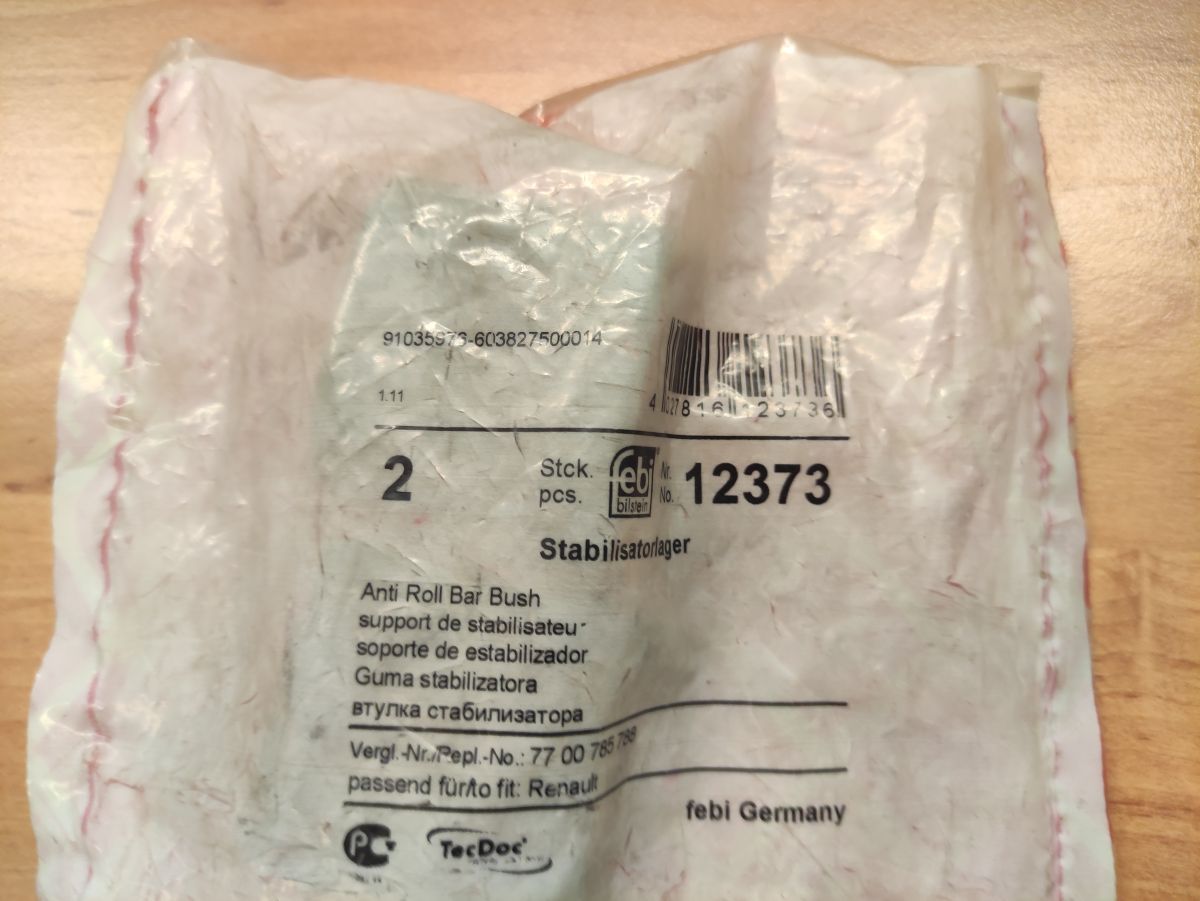 91035976-603827500014
1.11
4 027816 123736
2 Stck. pcs. febi bilstein Nr. No. 12373
Stabilisatorlager
Anti Roll Bar Bush
support de stabilisateur
soporte de estabilizador
Guma stabilizatora
втулка стабилизатора
Vergl.-Nr./Repl.-No.: 77 00 785 788
passend für/to fit: Renault
febi Germany
TecDoc